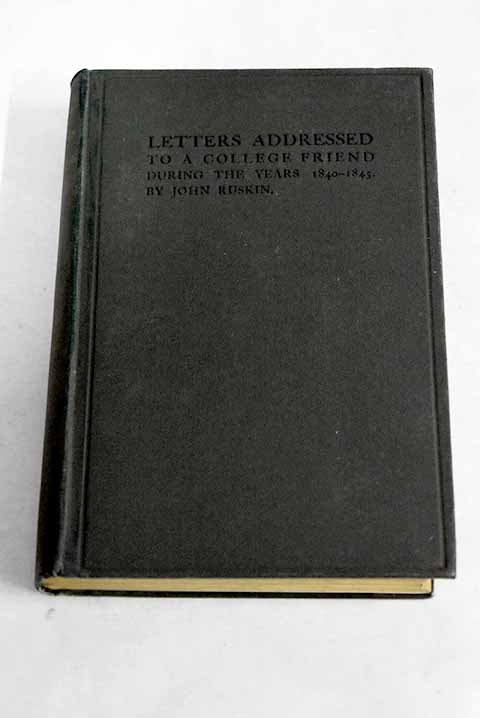 LETTERS ADDRESSED
TO A COLLEGE FRIEND
DURING THE YEARS 1840-1845.
BY JOHN RUSKIN.